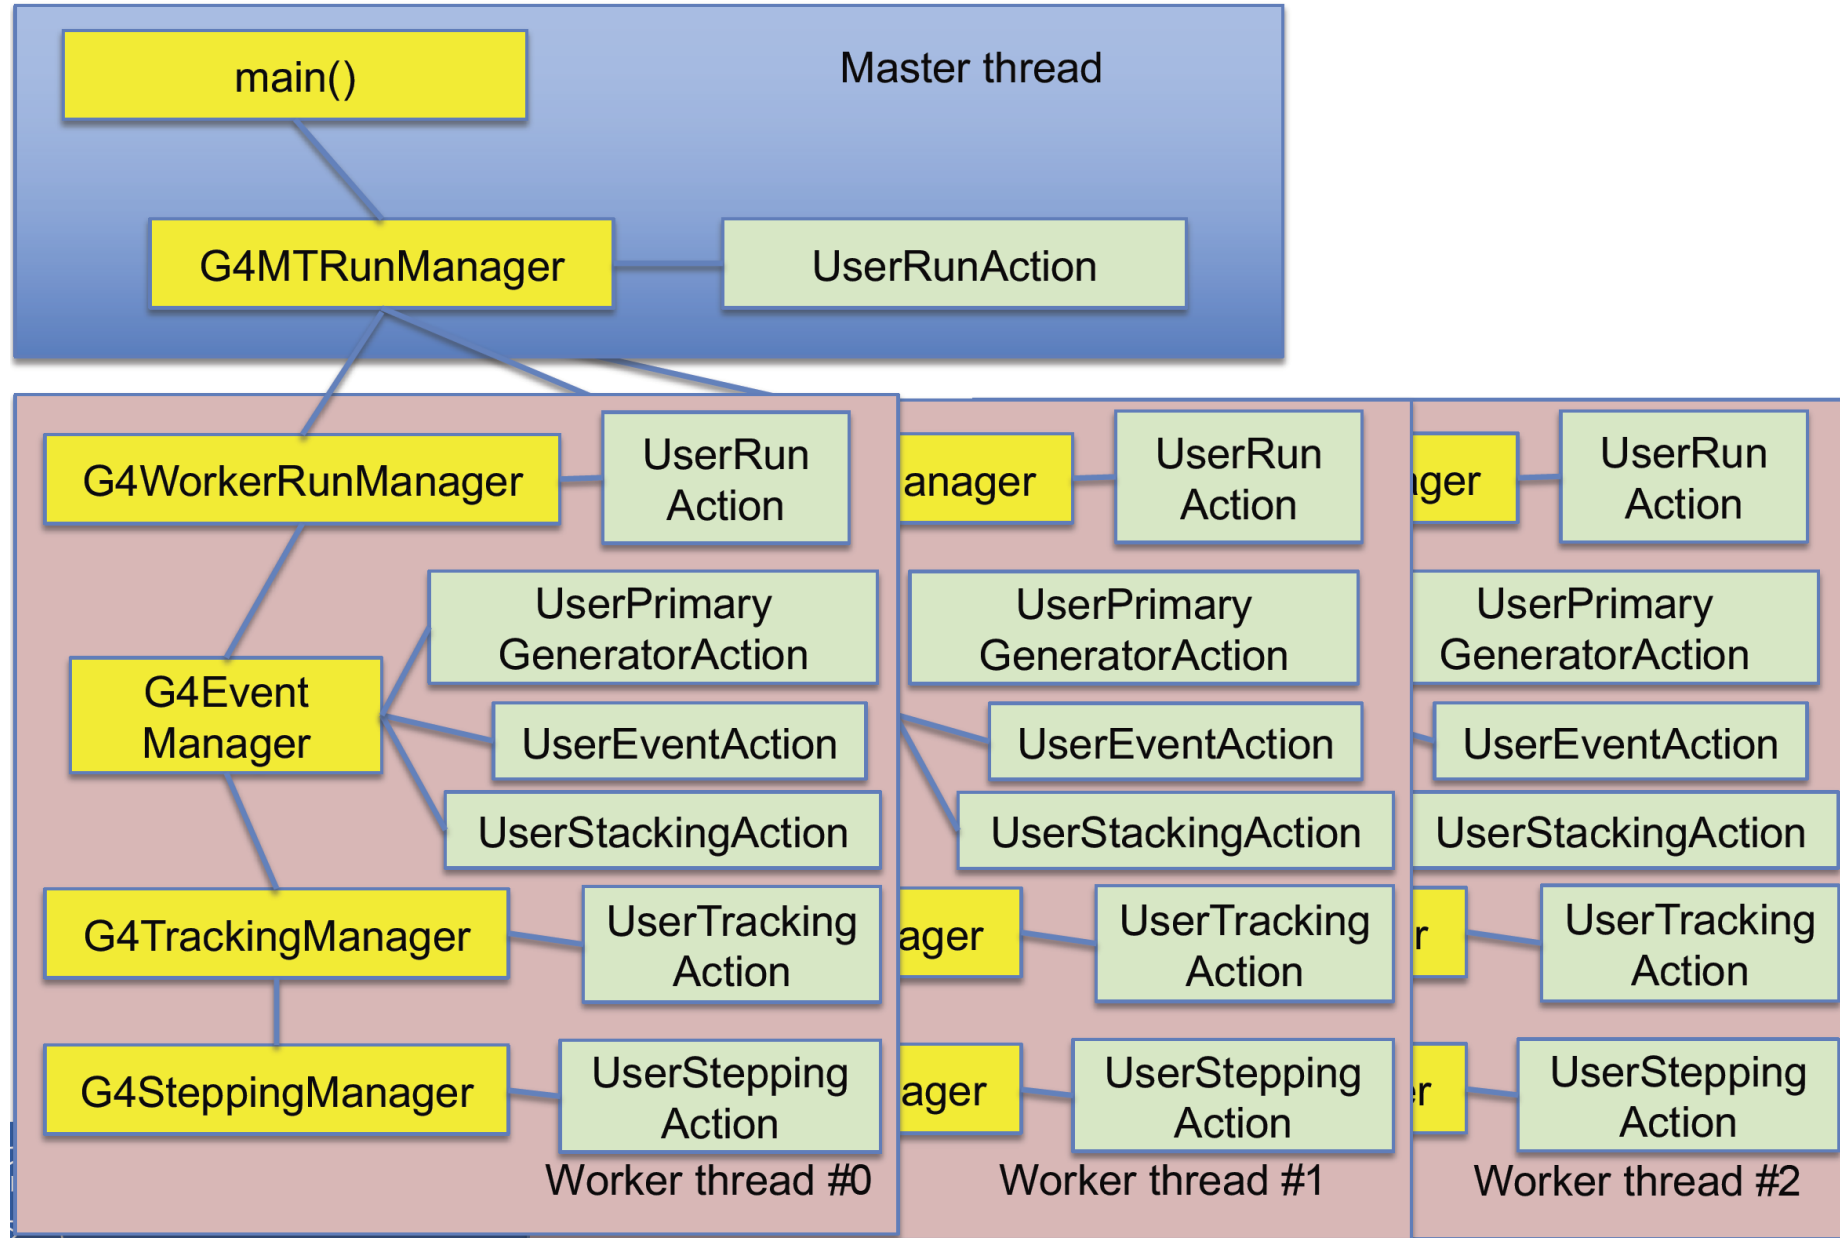 main()
Master thread
G4MTRunManager
UserRunAction
G4WorkerRunManager
UserRun
Action
anager
UserRun
Action
ger
UserRun
Action
UserPrimary
GeneratorAction
UserPrimary
GeneratorAction
UserPrimary
GeneratorAction
G4Event
Manager
UserEventAction
UserEventAction
UserEventAction
UserStackingAction
UserStackingAction
UserStackingAction
G4TrackingManager
UserTracking
Action
ager
UserTracking
Action
r
UserTracking
Action
G4SteppingManager
UserStepping
Action
ager
UserStepping
Action
er
UserStepping
Action
Worker thread #0
Worker thread #1
Worker thread #2